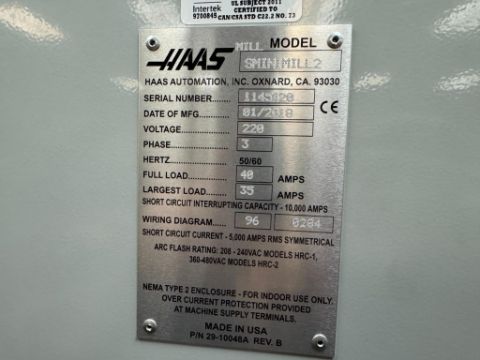 UL SUBJECT 2011
Intertek CERTIFIED TO
9700845 CAN/CSA STD C22.2 NO. 73
HAAS MILL MODEL
SMINIMILL2
HAAS AUTOMATION, INC. OXNARD, CA. 93030
SERIAL NUMBER 1145020
DATE OF MFG. 01/2018 CE
VOLTAGE 220
PHASE 3
HERTZ 50/60
FULL LOAD 40 AMPS
LARGEST LOAD 35 AMPS
SHORT CIRCUIT INTERRUPTING CAPACITY - 10,000 AMPS
WIRING DIAGRAM 96 0284
SHORT CIRCUIT CURRENT - 5,000 AMPS RMS SYMMETRICAL
ARC FLASH RATING: 208 - 240VAC MODELS HRC-1,
360-480VAC MODELS HRC-2
NEMA TYPE 2 ENCLOSURE - FOR INDOOR USE ONLY.
OVER CURRENT PROTECTION PROVIDED
AT MACHINE SUPPLY TERMINALS.
MADE IN USA
P/N 29-10048A REV. B